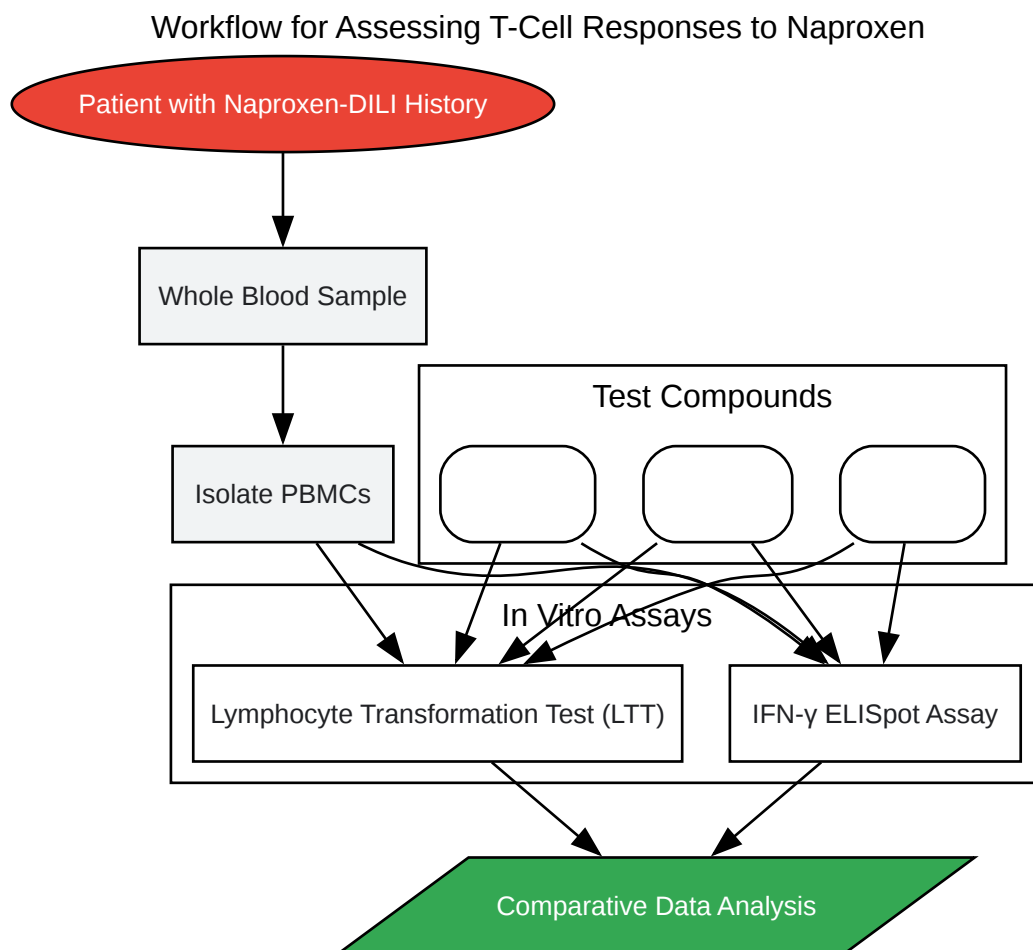 Workflow for Assessing T-Cell Responses to Naproxen
Patient with Naproxen-DILI History
Whole Blood Sample
Test Compounds
Isolate PBMCs
In Vitro Assays
Lymphocyte Transformation Test (LTT)
IFN-γ ELISpot Assay
Comparative Data Analysis